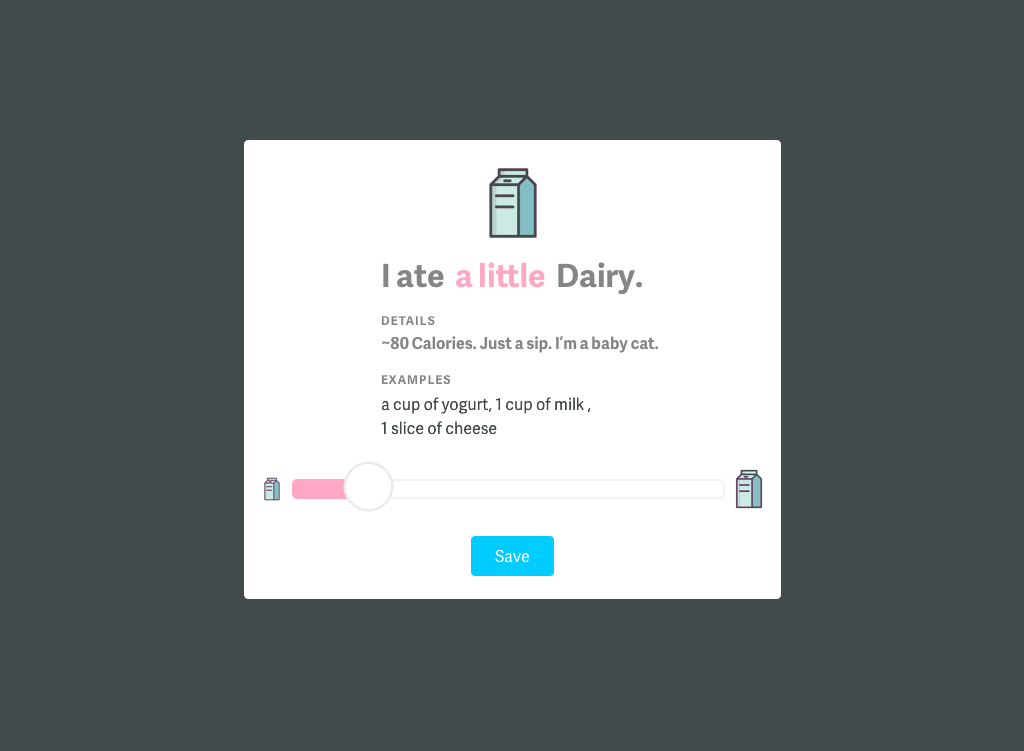 I ate a little Dairy.
DETAILS
~80 Calories. Just a sip. I'm a baby cat.
EXAMPLES
a cup of yogurt, 1 cup of milk ,
1 slice of cheese
Save